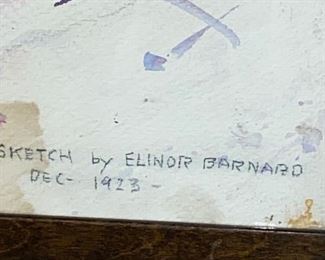 SKETCH by ELINOR BARNARD
DEC- 1923-